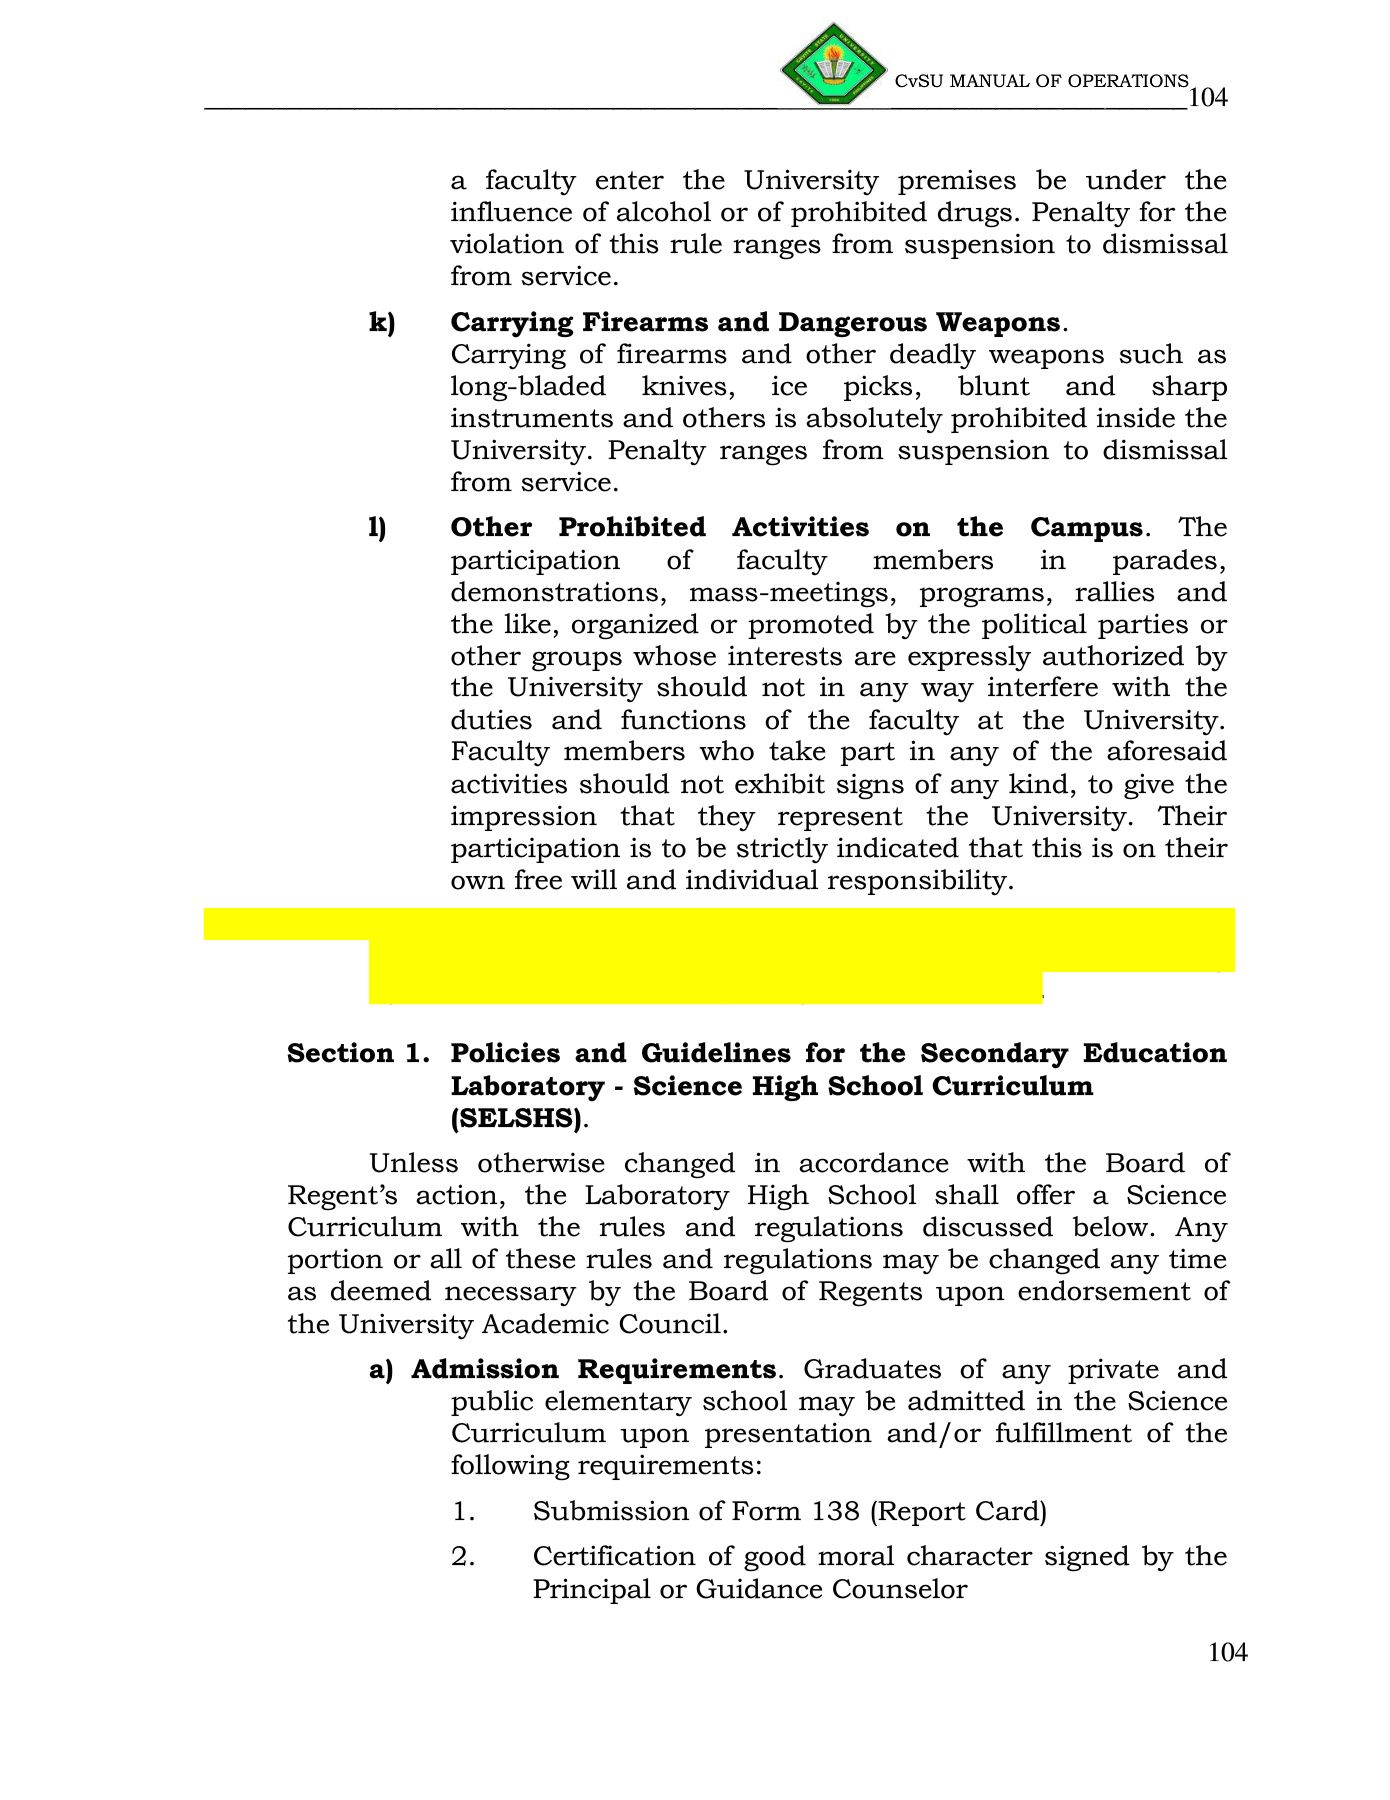 CvSU MANUAL OF OPERATIONS
104
a faculty enter the University premises be under the
influence of alcohol or of prohibited drugs. Penalty for the
violation of this rule ranges from suspension to dismissal
from service.
k) Carrying Firearms and Dangerous Weapons.
Carrying of firearms and other deadly weapons such as
long-bladed knives, ice picks, blunt and sharp
instruments and others is absolutely prohibited inside the
University. Penalty ranges from suspension to dismissal
from service.
l) Other Prohibited Activities on the Campus. The
participation of faculty members in parades,
demonstrations, mass-meetings, programs, rallies and
the like, organized or promoted by the political parties or
other groups whose interests are expressly authorized by
the University should not in any way interfere with the
duties and functions of the faculty at the University.
Faculty members who take part in any of the aforesaid
activities should not exhibit signs of any kind, to give the
impression that they represent the University. Their
participation is to be strictly indicated that this is on their
own free will and individual responsibility.
Section 1. Policies and Guidelines for the Secondary Education
Laboratory - Science High School Curriculum
(SELSHS).
Unless otherwise changed in accordance with the Board of
Regent’s action, the Laboratory High School shall offer a Science
Curriculum with the rules and regulations discussed below. Any
portion or all of these rules and regulations may be changed any time
as deemed necessary by the Board of Regents upon endorsement of
the University Academic Council.
a) Admission Requirements. Graduates of any private and
public elementary school may be admitted in the Science
Curriculum upon presentation and/or fulfillment of the
following requirements:
1. Submission of Form 138 (Report Card)
2. Certification of good moral character signed by the
Principal or Guidance Counselor
104